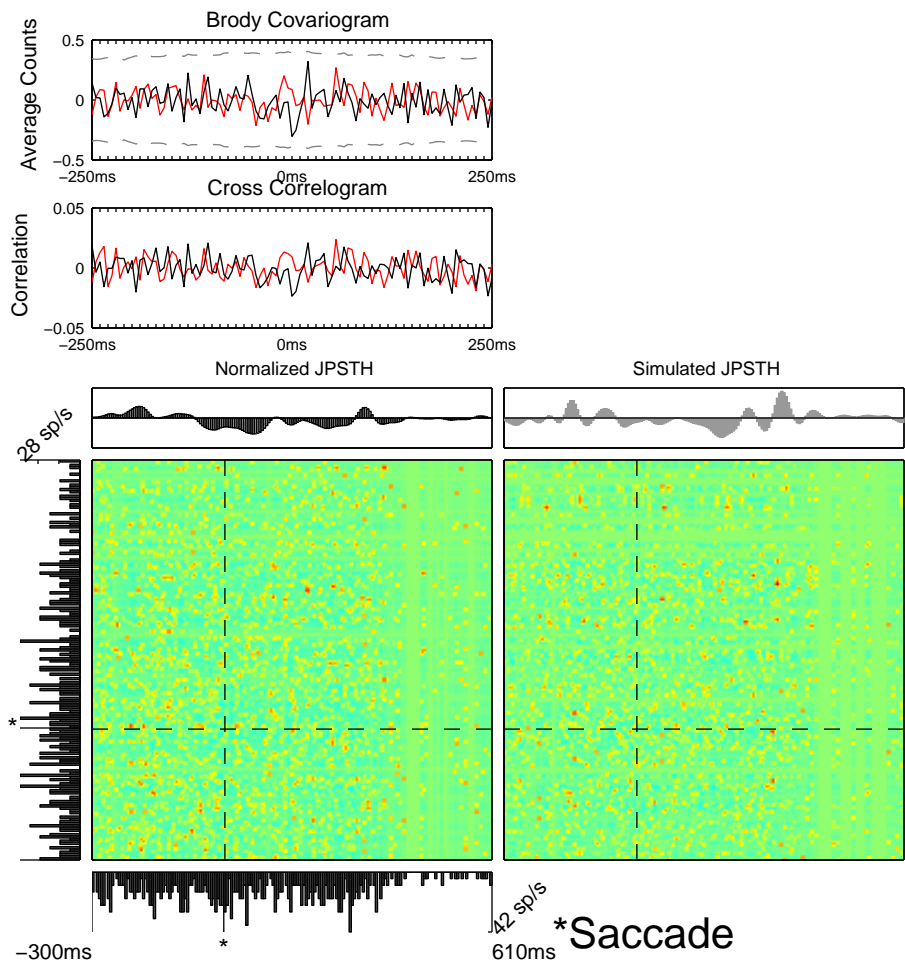 Brody Covariogram
Average Counts
0.5
0
−0.5
−250ms
0ms
250ms
Cross Correlogram
Correlation
0.05
0
−0.05
−250ms
0ms
250ms
Normalized JPSTH
Simulated JPSTH
28 sp/s
*
*
42 sp/s
*Saccade
−300ms
610ms